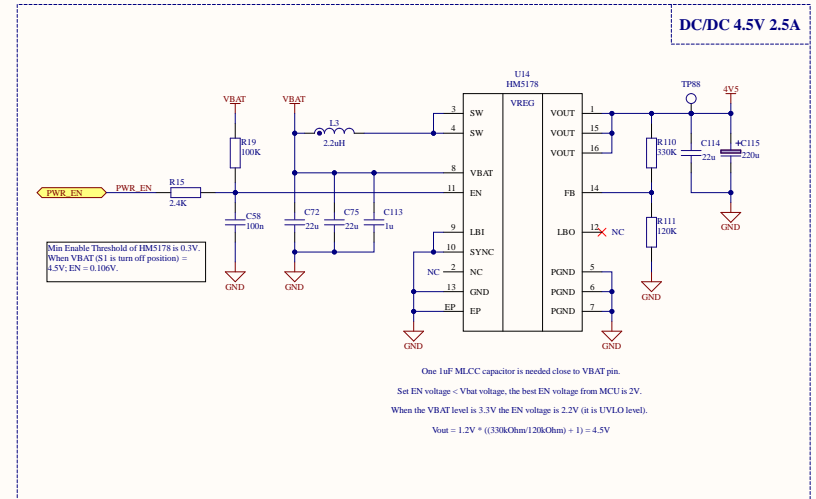 DC/DC 4.5V 2.5A
U14
HM5178
VREG
TP88
4V5
VBAT
VBAT
3 SW
4 SW
8 VBAT
11 EN
9 LBI
10 SYNC
NC 2 NC
13 GND
EP EP
VOUT 1
VOUT 15
VOUT 16
FB 14
LBO 12 NC
PGND 5
PGND 6
PGND 7
L3
2.2uH
R19
100K
R110
330K
C114
22u
+C115
220u
PWR_EN
PWR_EN
R15
2.4K
C58
100n
C72
22u
C75
22u
C113
1u
R111
120K
GND
GND
GND
GND
GND
GND
Min Enable Threshold of HM5178 is 0.3V.
When VBAT (S1 is turn off position) =
4.5V; EN = 0.106V.
One 1uF MLCC capacitor is needed close to VBAT pin.
Set EN voltage < Vbat voltage, the best EN voltage from MCU is 2V.
When the VBAT level is 3.3V the EN voltage is 2.2V (it is UVLO level).
Vout = 1.2V * ((330kOhm/120kOhm) + 1) = 4.5V